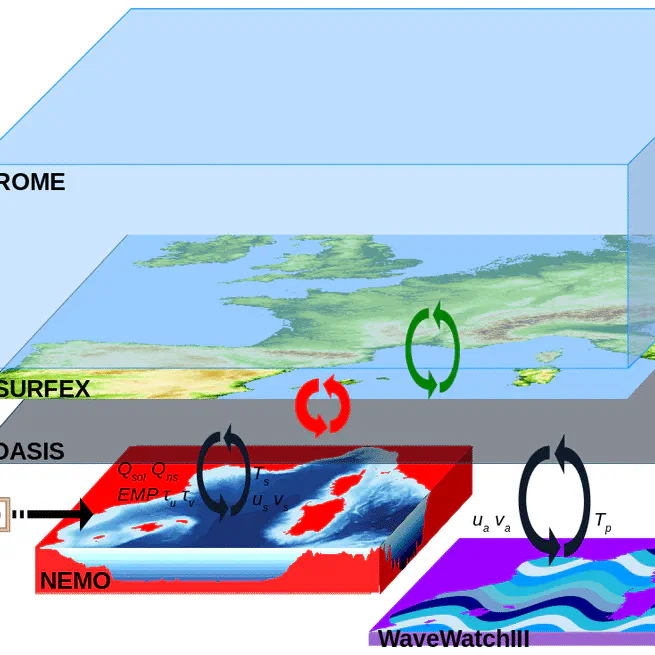 ROME
SURFEX
OASIS
Qsol Qns
Ts
EMP τu τv
us vs
ua va
Tp
NEMO
WaveWatchIII